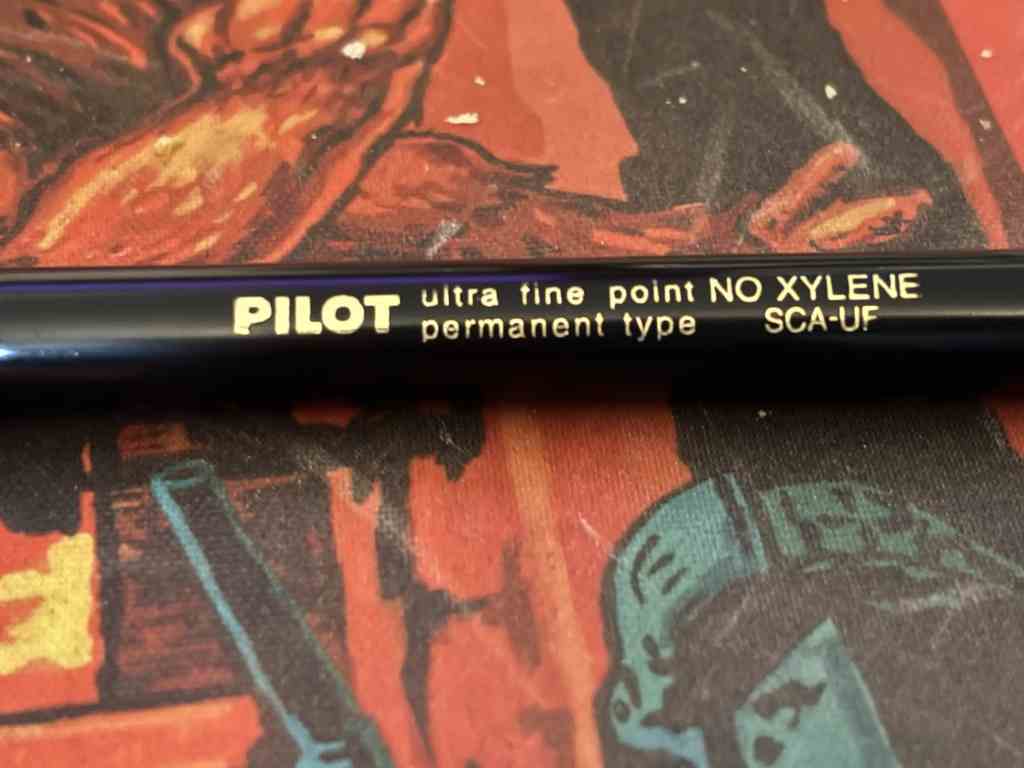 PILOT ultra fine point NO XYLENE
permanent type SCA-UF